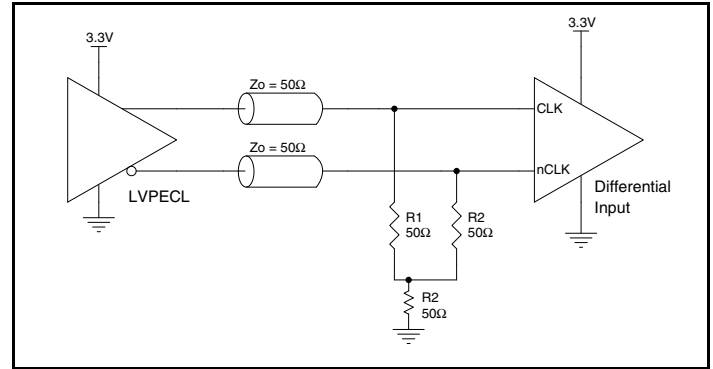 3.3V
3.3V
Zo = 50Ω
CLK
Zo = 50Ω
nCLK
LVPECL
Differential
Input
R1
50Ω
R2
50Ω
R2
50Ω